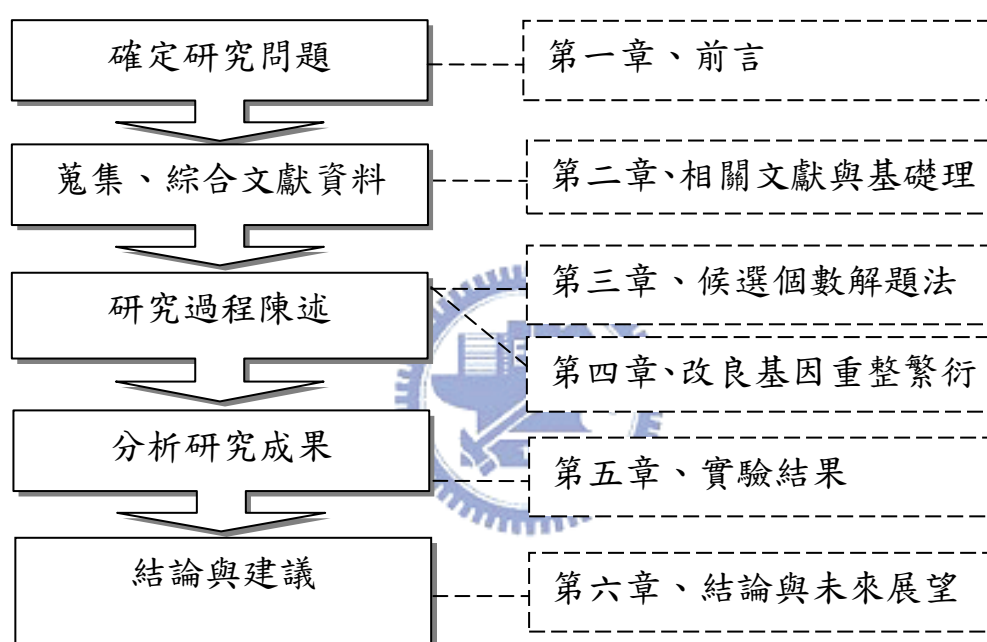 確定研究問題
第一章、前言
蒐集、綜合文獻資料
第二章、相關文獻與基礎理
研究過程陳述
第三章、候選個數解題法
第四章、改良基因重整繁衍
分析研究成果
第五章、實驗結果
結論與建議
第六章、結論與未來展望